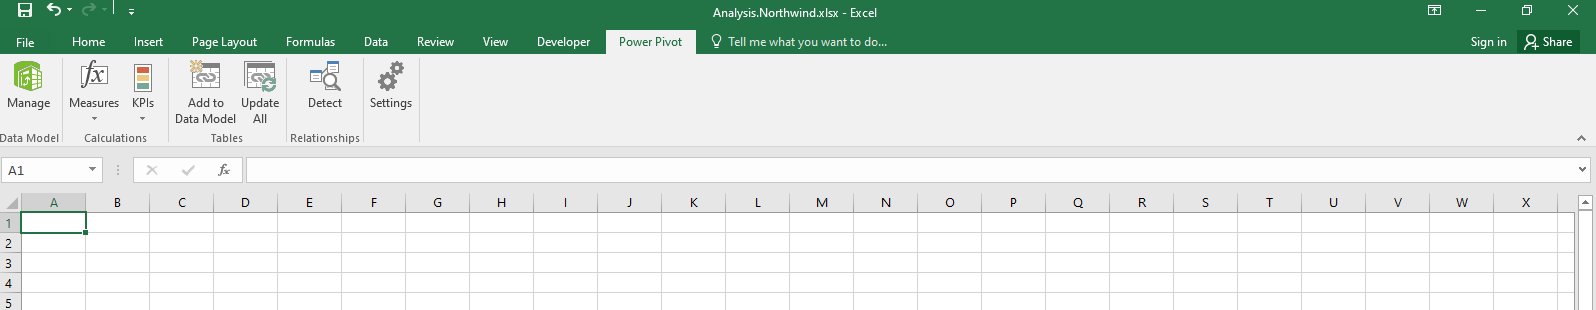 Analysis.Northwind.xlsx - Excel
File Home Insert Page Layout Formulas Data Review View Developer Power Pivot Tell me what you want to do... Sign in Share
Manage Measures KPIs Add to Data Model Update All Detect Settings
Data Model Calculations Tables Relationships
A1 fx
A B C D E F G H I J K L M N O P Q R S T U V W X
1
2
3
4
5